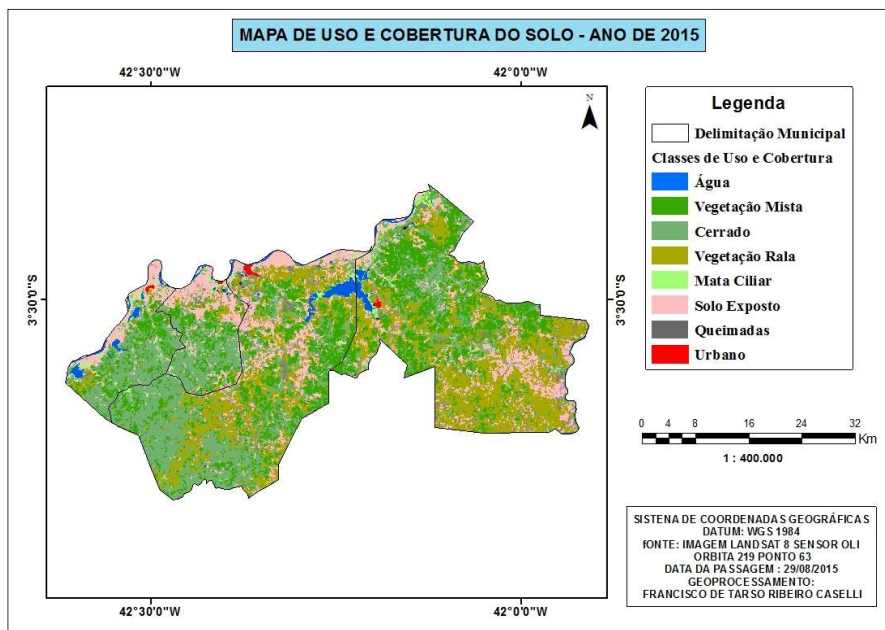 MAPA DE USO E COBERTURA DO SOLO - ANO DE 2015
42°30'0"W
42°0'0"W
N
3°30'0"S
3°30'0"S
Legenda
Delimitação Municipal
Classes de Uso e Cobertura
Água
Vegetação Mista
Cerrado
Vegetação Rala
Mata Ciliar
Solo Exposto
Queimadas
Urbano
0 4 8 16 24 32
Km
1 : 400.000
SISTENA DE COORDENADAS GEOGRÁFICAS
DATUM: WGS 1984
fONTE: IMAGEM LANDSAT 8 SENSOR OLI
ORBITA 219 PONTO 63
DATA DA PASSAGEM : 29/08/2015
GEOPROCESSAMENTO:
FRANCISCO DE TARSO RIBEIRO CASELLI
42°30'0"W
42°0'0"W